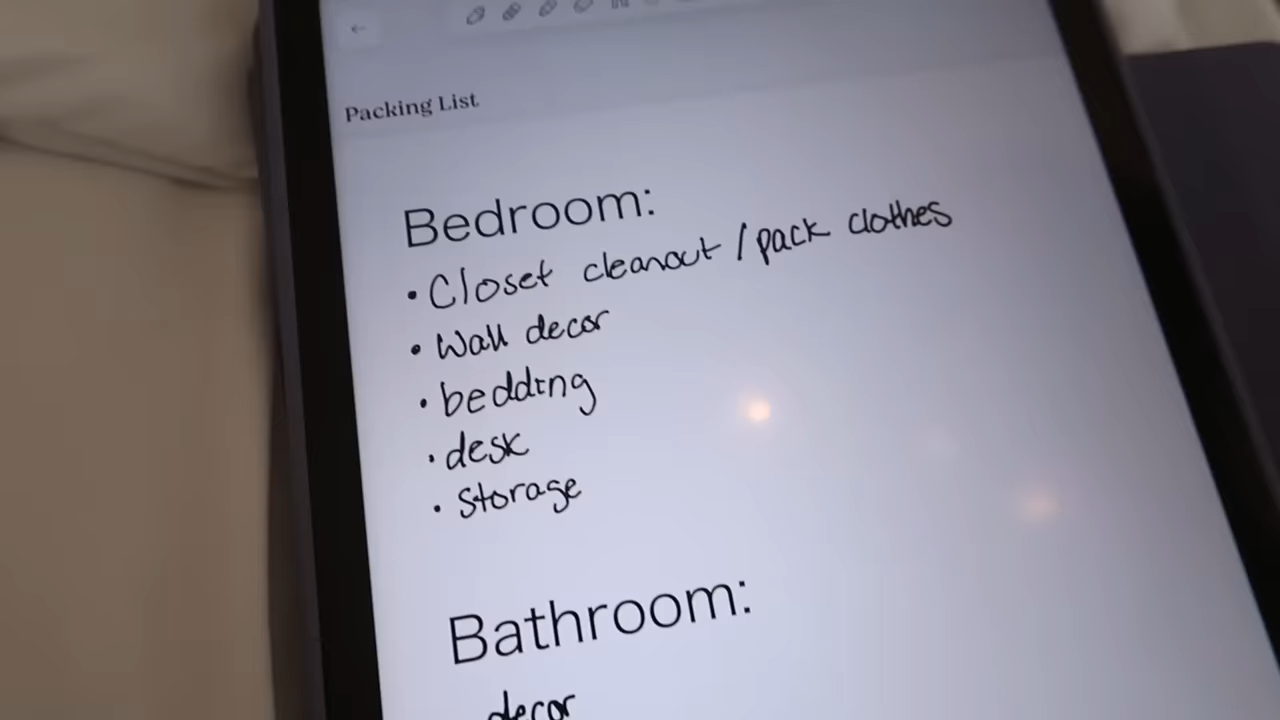 Packing List
Bedroom:
• Closet cleanout / pack clothes
• Wall decor
• bedding
• desk
• Storage
Bathroom:
decor